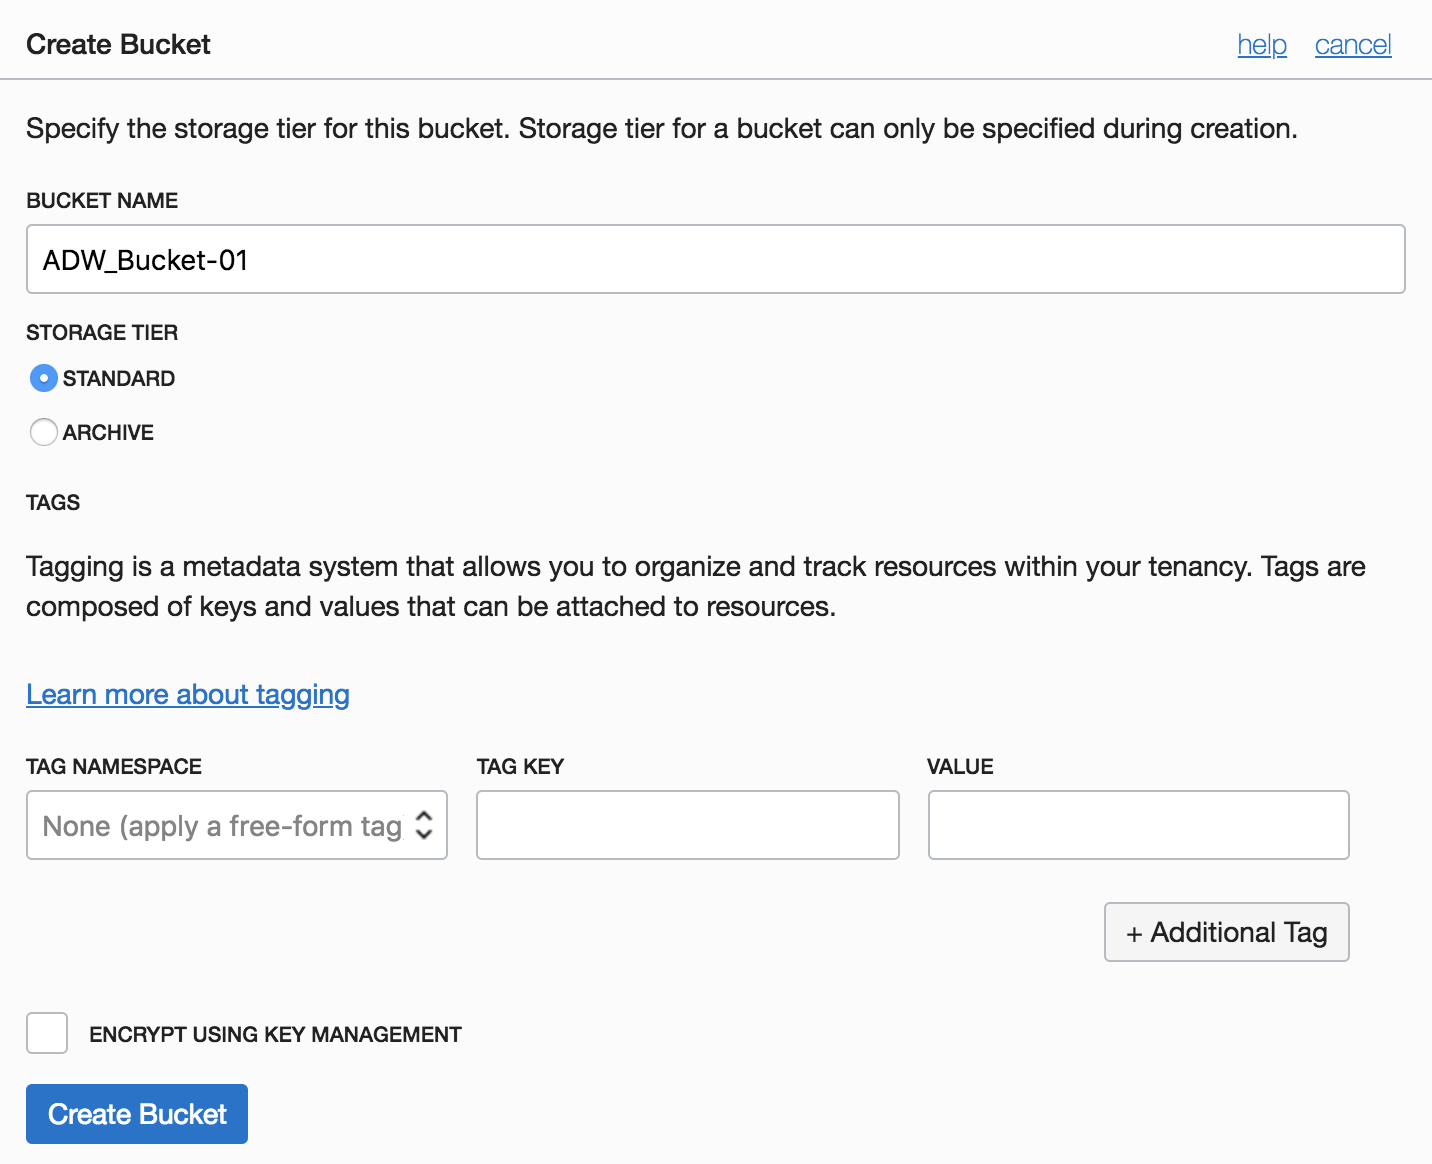 Create Bucket help cancel
Specify the storage tier for this bucket. Storage tier for a bucket can only be specified during creation.
BUCKET NAME
ADW_Bucket-01
STORAGE TIER
STANDARD
ARCHIVE
TAGS
Tagging is a metadata system that allows you to organize and track resources within your tenancy. Tags are
composed of keys and values that can be attached to resources.
Learn more about tagging
TAG NAMESPACE TAG KEY VALUE
None (apply a free-form tag
+ Additional Tag
ENCRYPT USING KEY MANAGEMENT
Create Bucket